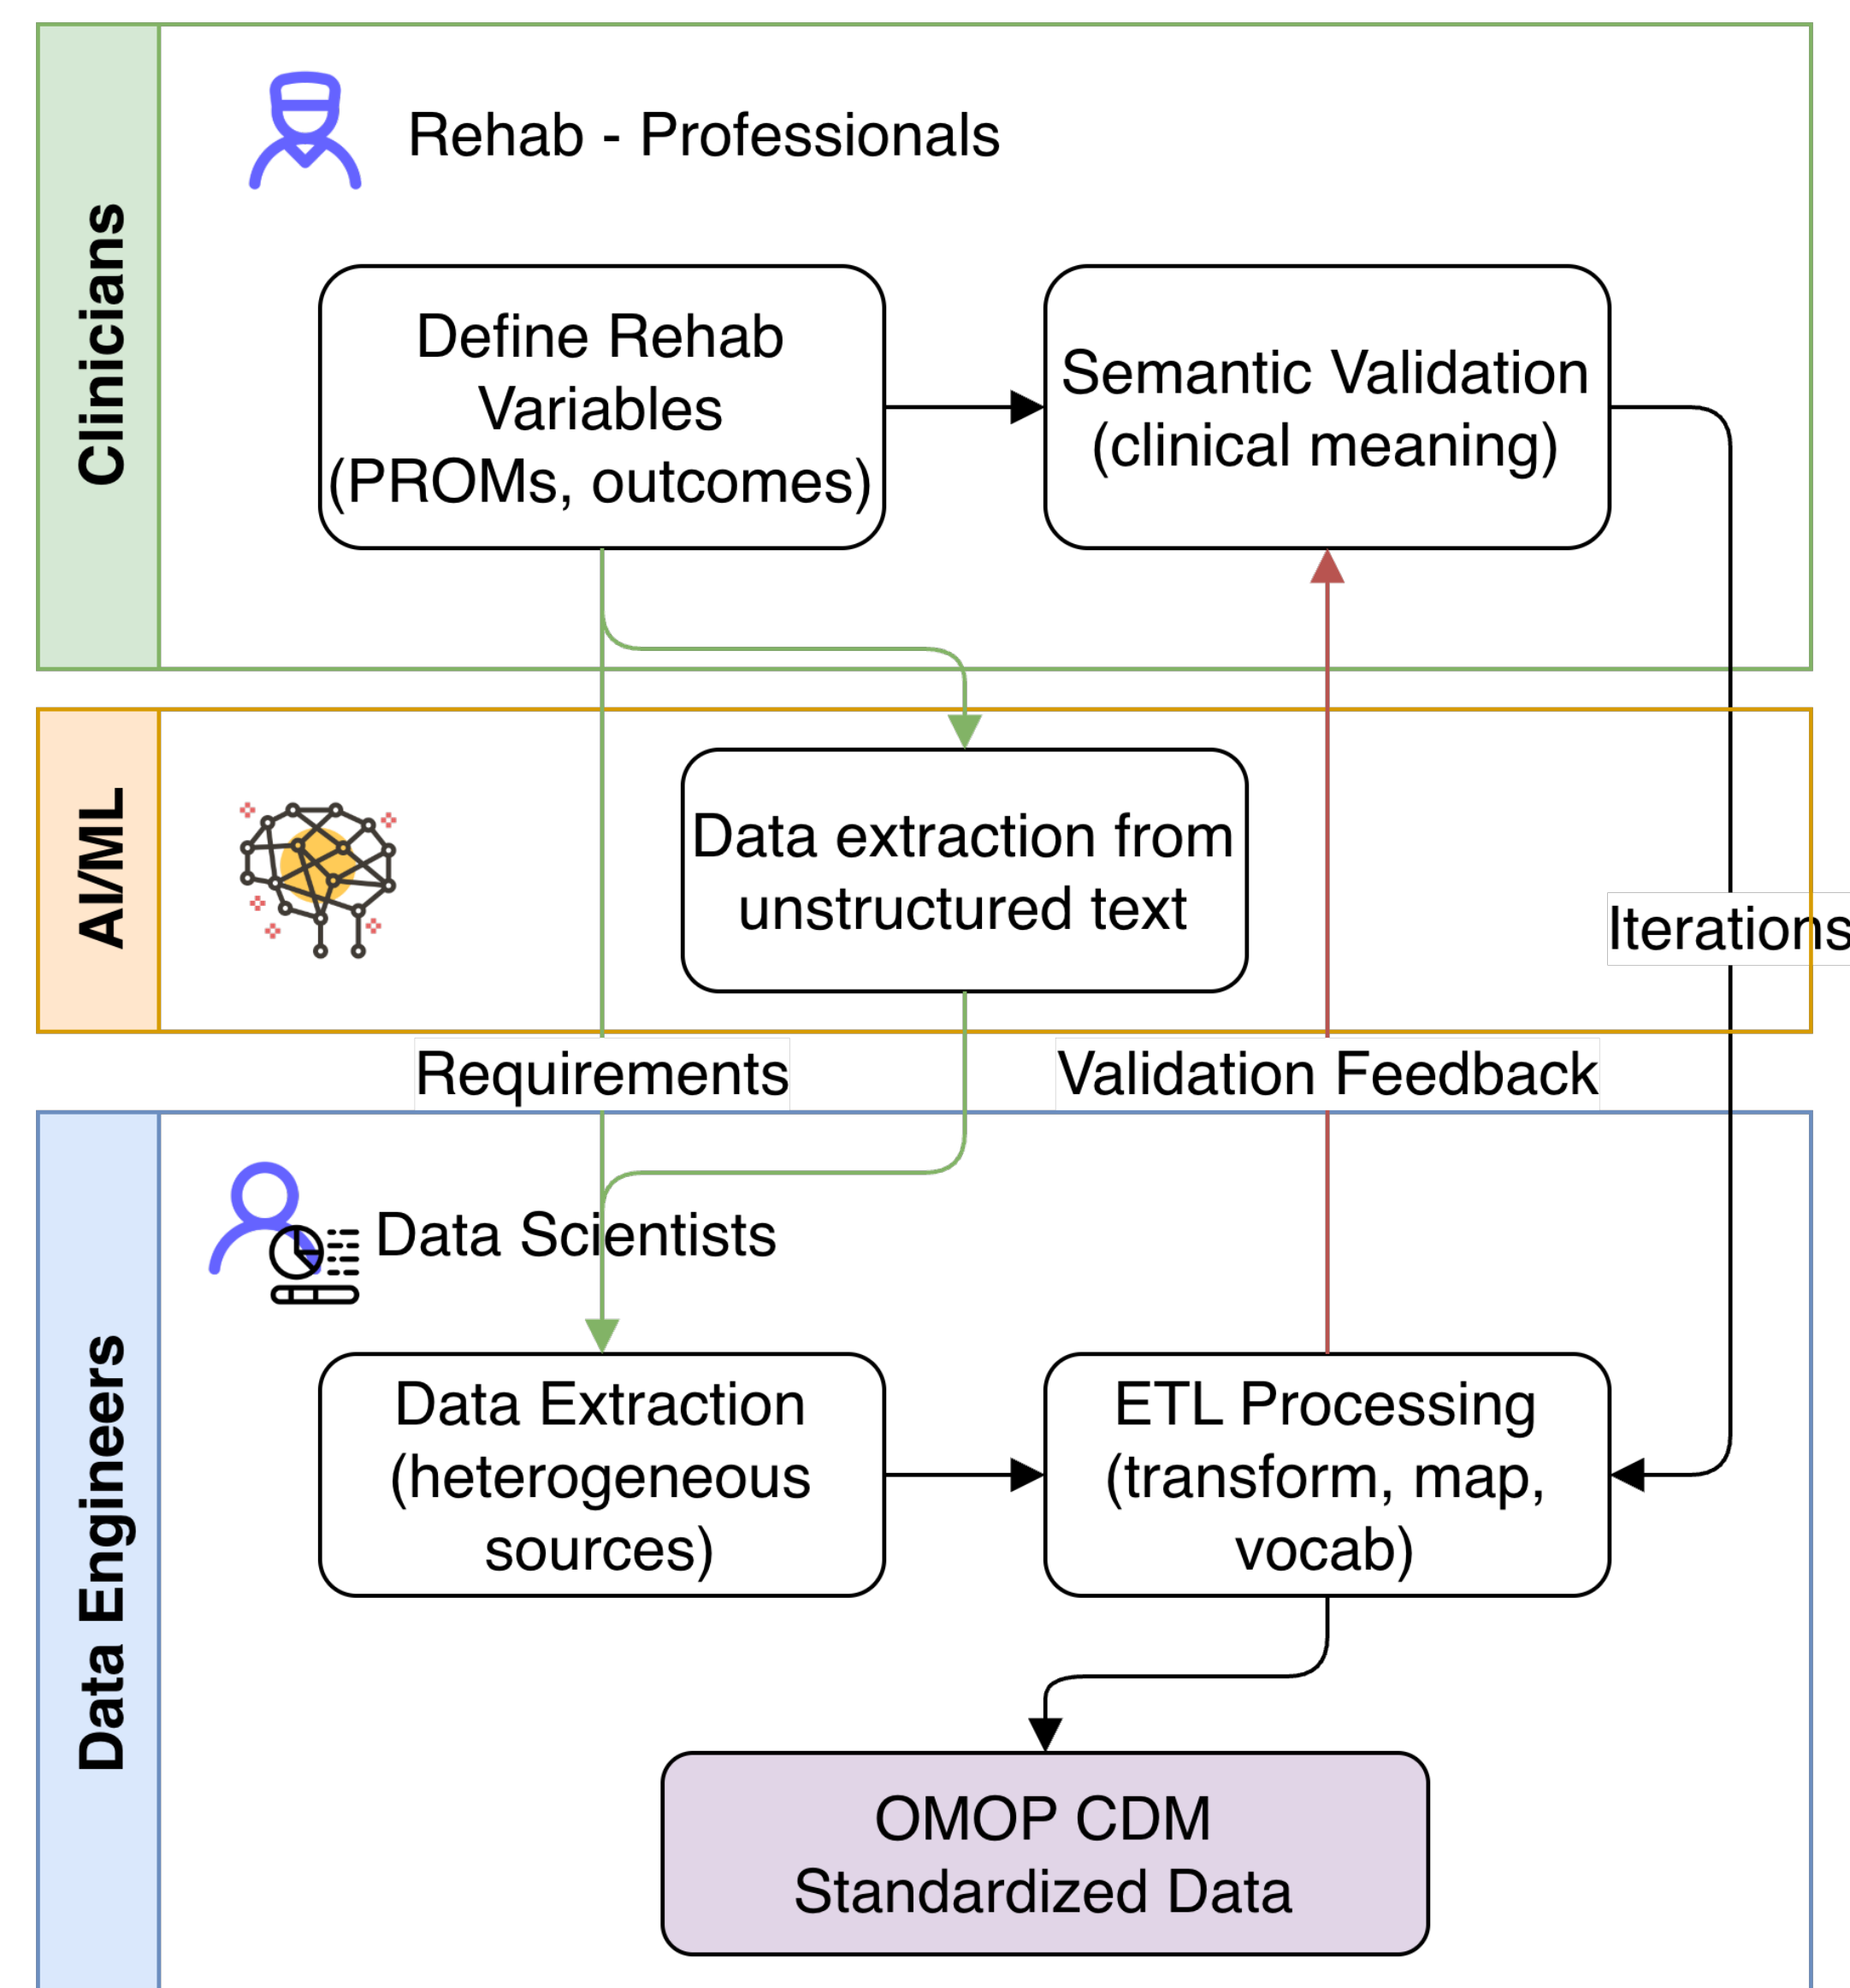 Clinicians
Rehab - Professionals
Define Rehab
Variables
(PROMs, outcomes)
Semantic Validation
(clinical meaning)
AI/ML
Data extraction from
unstructured text
Iterations
Requirements
Validation Feedback
Data Engineers
Data Scientists
Data Extraction
(heterogeneous
sources)
ETL Processing
(transform, map,
vocab)
OMOP CDM
Standardized Data